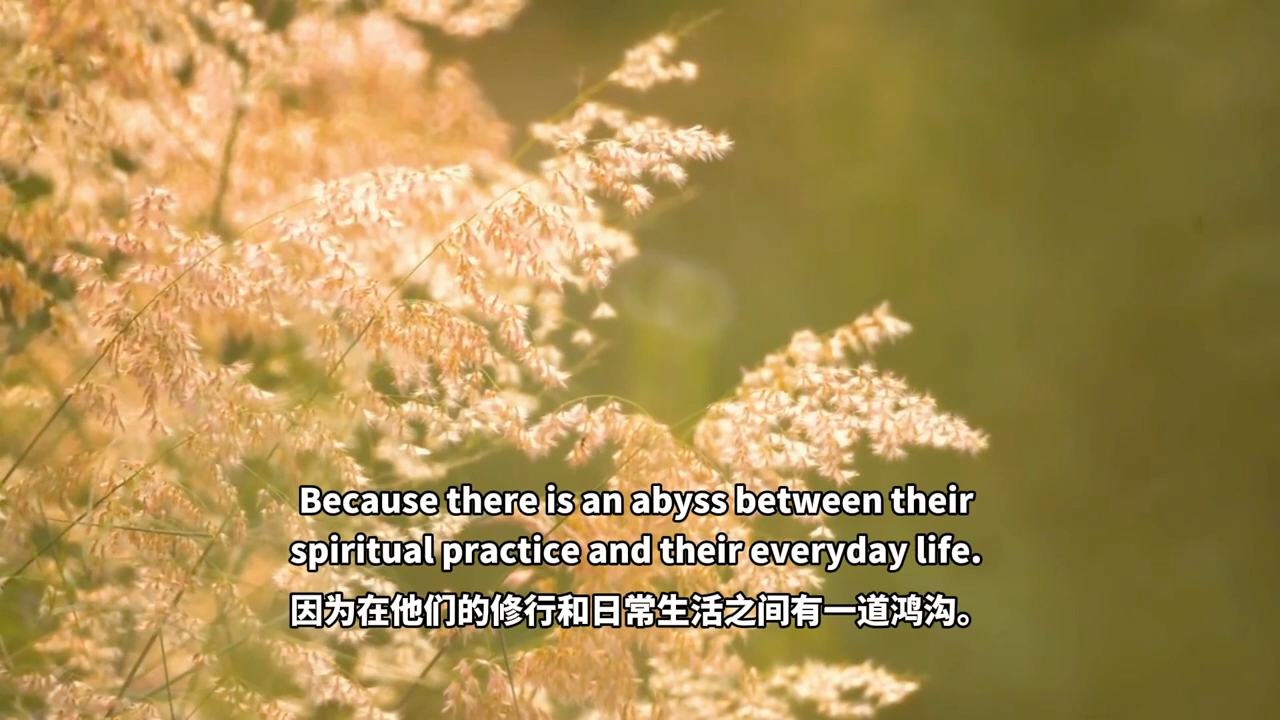 Because there is an abyss between their
spiritual practice and their everyday life.
因为在他们的修行和日常生活之间有一道鸿沟。